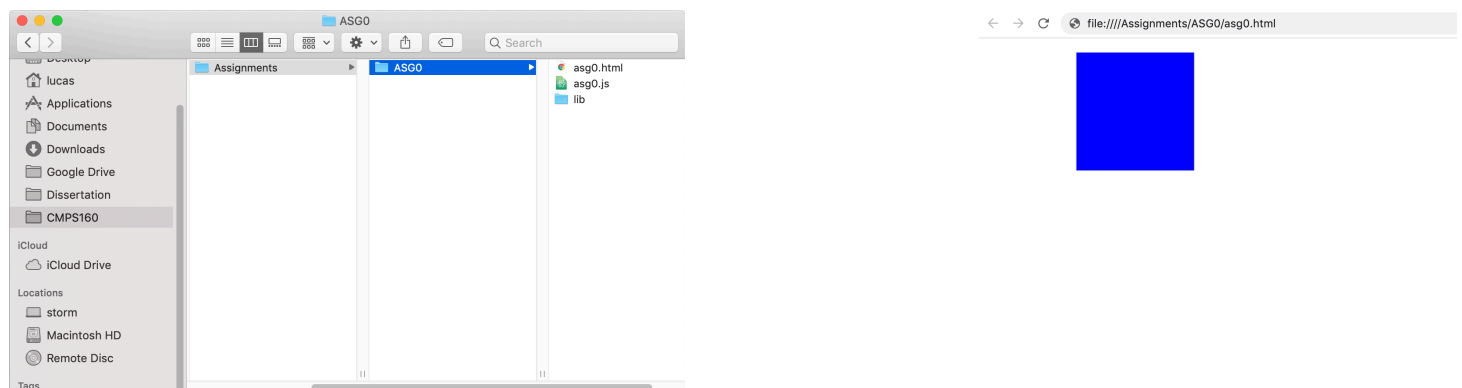 ASG0
Search
Desktop
lucas
Applications
Documents
Downloads
Google Drive
Dissertation
CMPS160
iCloud
iCloud Drive
Locations
storm
Macintosh HD
Remote Disc
Tags
Assignments
ASG0
asg0.html
asg0.js
lib
file:////Assignments/ASG0/asg0.html